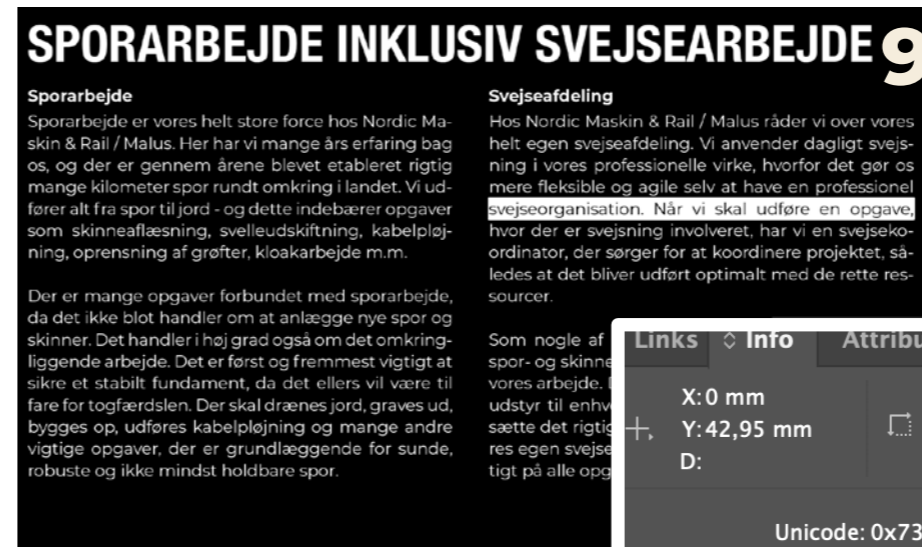 SPORARBEJDE INKLUSIV SVEJSEARBEJDE
9
Sporarbejde
Sporarbejde er vores helt store force hos Nordic Ma-
skin & Rail / Malus. Her har vi mange års erfaring bag
os, og der er gennem årene blevet etableret rigtig
mange kilometer spor rundt omkring i landet. Vi ud-
fører alt fra spor til jord - og dette indebærer opgaver
som skinneaflæsning, svelleudskiftning, kabelpløj-
ning, oprensning af grøfter, kloakarbejde m.m.
Der er mange opgaver forbundet med sporarbejde,
da det ikke blot handler om at anlægge nye spor og
skinner. Det handler i høj grad også om det omkring-
liggende arbejde. Det er først og fremmest vigtigt at
sikre et stabilt fundament, da det ellers vil være til
fare for togfærdslen. Der skal drænes jord, graves ud,
bygges op, udføres kabelpløjning og mange andre
vigtige opgaver, der er grundlæggende for sunde,
robuste og ikke mindst holdbare spor.
Svejseafdeling
Hos Nordic Maskin & Rail / Malus råder vi over vores
helt egen svejseafdeling. Vi anvender dagligt svejs-
ning i vores professionelle virke, hvorfor det gør os
mere fleksible og agile selv at have en professionel
svejseorganisation. Når vi skal udføre en opgave,
hvor der er svejsning involveret, har vi en svejseko-
ordinator, der sørger for at koordinere projektet, så-
ledes at det bliver udført optimalt med de rette res-
sourcer.
Som nogle af
spor- og skinne
vores arbejde.
udstyr til enhv
sætte det rigtig
res egen svejse
tigt på alle opg
Links Info Attribu
X: 0 mm
Y: 42,95 mm
D:
Unicode: 0x73